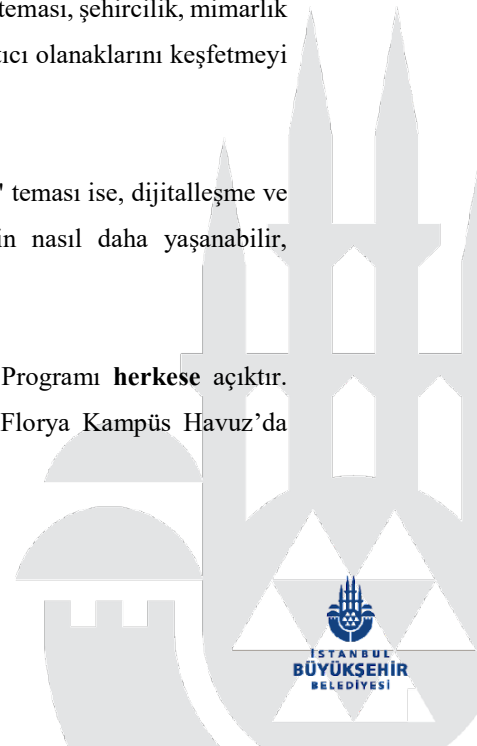 teması, şehircilik, mimarlık
tıcı olanaklarını keşfetmeyi
" teması ise, dijitalleşme ve
in nasıl daha yaşanabilir,
Programı herkese açıktır.
Florya Kampüs Havuz’da
İSTANBUL
BÜYÜKŞEHİR
BELEDİYESİ